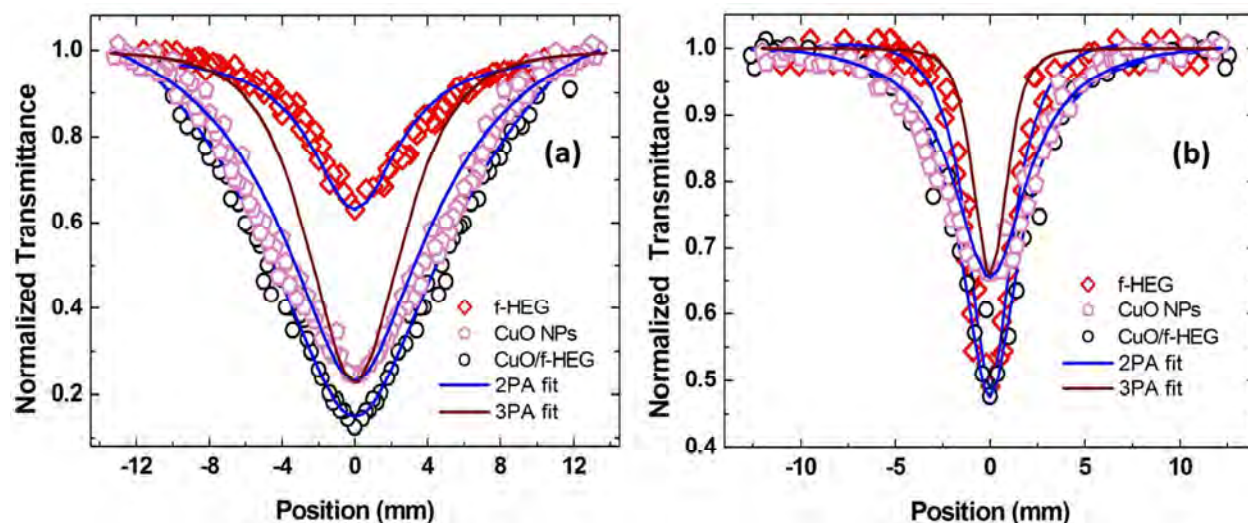 Normalized Transmittance
1.0
0.8
0.6
0.4
0.2
-12
-8
-4
0
4
8
12
Position (mm)
(a)
f-HEG
CuO NPs
CuO/f-HEG
2PA fit
3PA fit
Normalized Transmittance
1.0
0.9
0.8
0.7
0.6
0.5
0.4
-10
-5
0
5
10
Position (mm)
(b)
f-HEG
CuO NPs
CuO/f-HEG
2PA fit
3PA fit